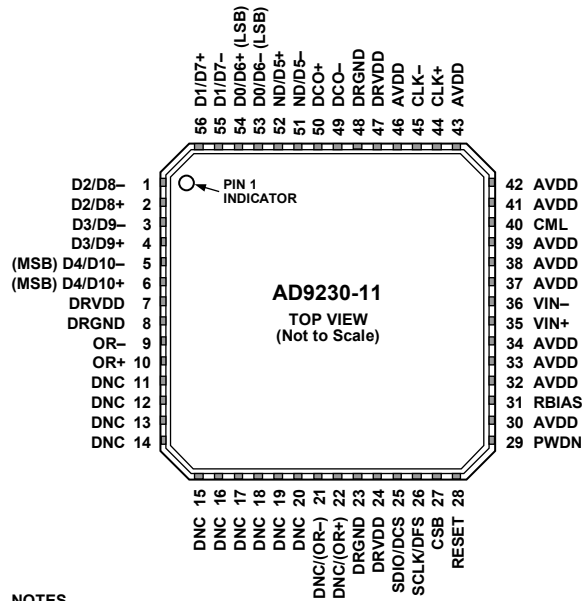 56 D1/D7+
55 D1/D7–
54 D0/D6+ (LSB)
53 D0/D6– (LSB)
52 ND/D5+
51 ND/D5–
50 DCO+
49 DCO–
48 DRGND
47 DRVDD
46 AVDD
45 CLK–
44 CLK+
43 AVDD
D2/D8– 1
D2/D8+ 2
D3/D9– 3
D3/D9+ 4
(MSB) D4/D10– 5
(MSB) D4/D10+ 6
DRVDD 7
DRGND 8
OR– 9
OR+ 10
DNC 11
DNC 12
DNC 13
DNC 14
PIN 1
INDICATOR
AD9230-11
TOP VIEW
(Not to Scale)
42 AVDD
41 AVDD
40 CML
39 AVDD
38 AVDD
37 AVDD
36 VIN–
35 VIN+
34 AVDD
33 AVDD
32 AVDD
31 RBIAS
30 AVDD
29 PWDN
DNC 15
DNC 16
DNC 17
DNC 18
DNC 19
DNC 20
DNC/(OR–) 21
DNC/(OR+) 22
DRGND 23
DRVDD 24
SDIO/DCS 25
SCLK/DFS 26
CSB 27
RESET 28
NOTES